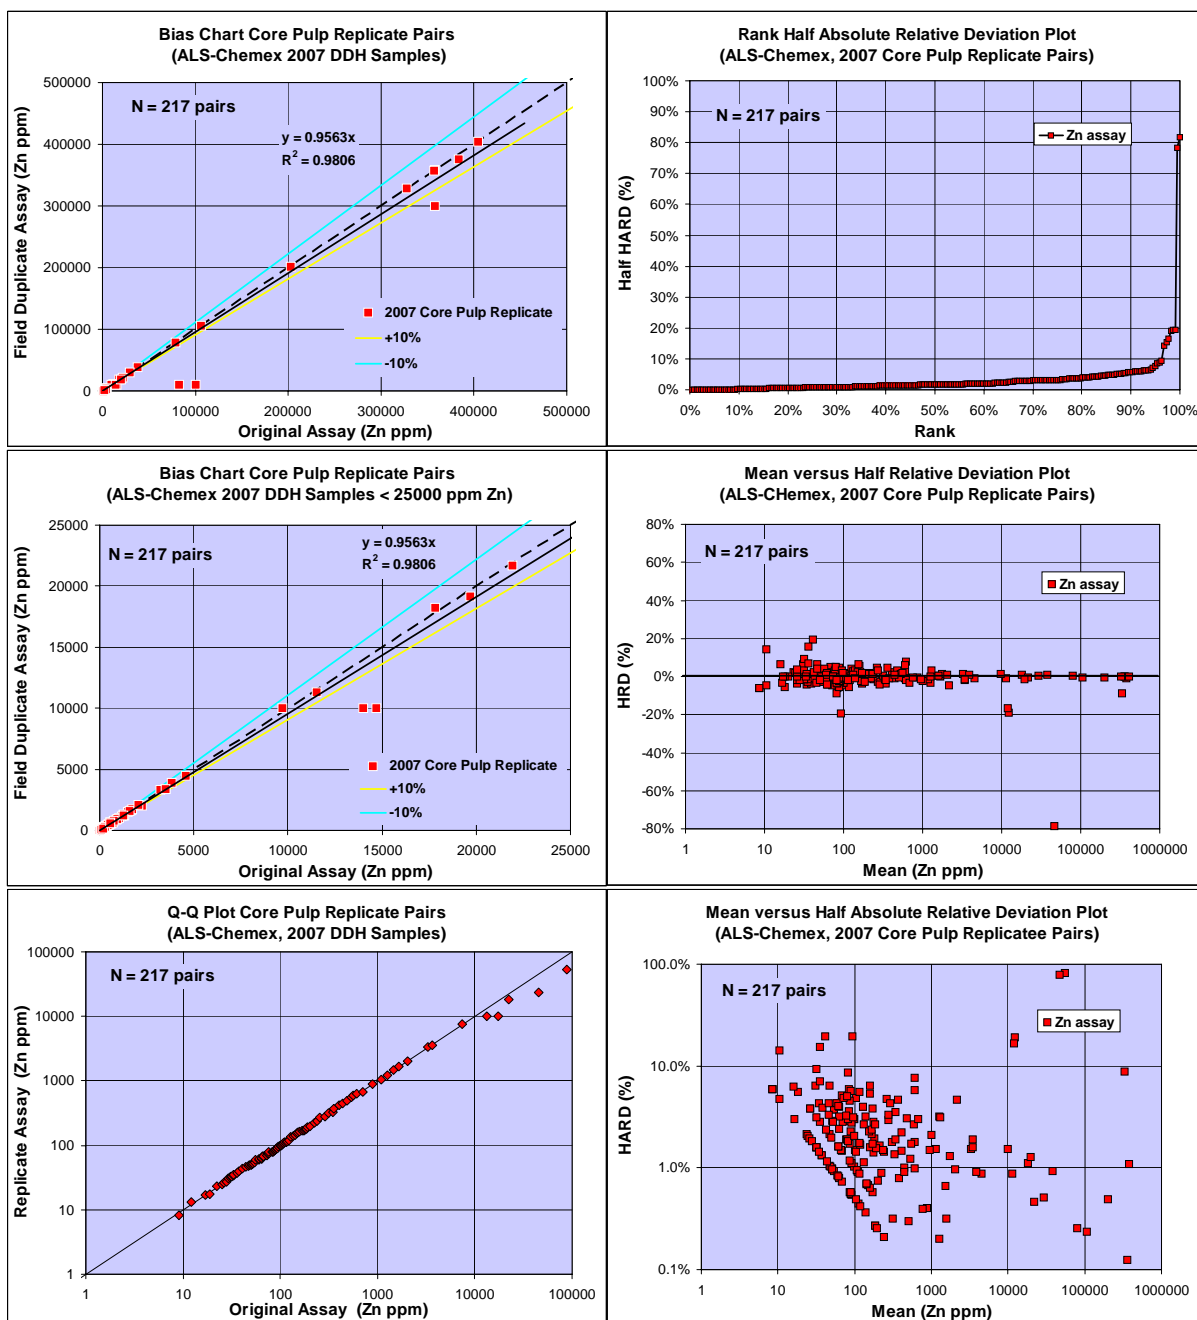 Bias Chart Core Pulp Replicate Pairs
(ALS-Chemex 2007 DDH Samples)
500000
400000
300000
200000
100000
0
N = 217 pairs
y = 0.9563x
R2 = 0.9806
2007 Core Pulp Replicate
+10%
-10%
0 100000 200000 300000 400000 500000
Original Assay (Zn ppm)
Field Duplicate Assay (Zn ppm)
Rank Half Absolute Relative Deviation Plot
(ALS-Chemex, 2007 Core Pulp Replicate Pairs)
100%
90%
80%
70%
60%
50%
40%
30%
20%
10%
0%
N = 217 pairs
Zn assay
0% 10% 20% 30% 40% 50% 60% 70% 80% 90% 100%
Rank
Half HARD (%)
Bias Chart Core Pulp Replicate Pairs
(ALS-Chemex 2007 DDH Samples < 25000 ppm Zn)
25000
20000
15000
10000
5000
0
N = 217 pairs
y = 0.9563x
R2 = 0.9806
2007 Core Pulp Replicate
+10%
-10%
0 5000 10000 15000 20000 25000
Original Assay (Zn ppm)
Field Duplicate Assay (Zn ppm)
Mean versus Half Relative Deviation Plot
(ALS-CHemex, 2007 Core Pulp Replicate Pairs)
80%
60%
40%
20%
0%
-20%
-40%
-60%
-80%
N = 217 pairs
Zn assay
1 10 100 1000 10000 100000 1000000
Mean (Zn ppm)
HRD (%)
Q-Q Plot Core Pulp Replicate Pairs
(ALS-Chemex, 2007 DDH Samples)
100000
10000
1000
100
10
1
N = 217 pairs
1 10 100 1000 10000 100000
Original Assay (Zn ppm)
Replicate Assay (Zn ppm)
Mean versus Half Absolute Relative Deviation Plot
(ALS-Chemex, 2007 Core Pulp Replicatee Pairs)
100.0%
10.0%
1.0%
0.1%
N = 217 pairs
Zn assay
1 10 100 1000 10000 100000 1000000
Mean (Zn ppm)
HARD (%)